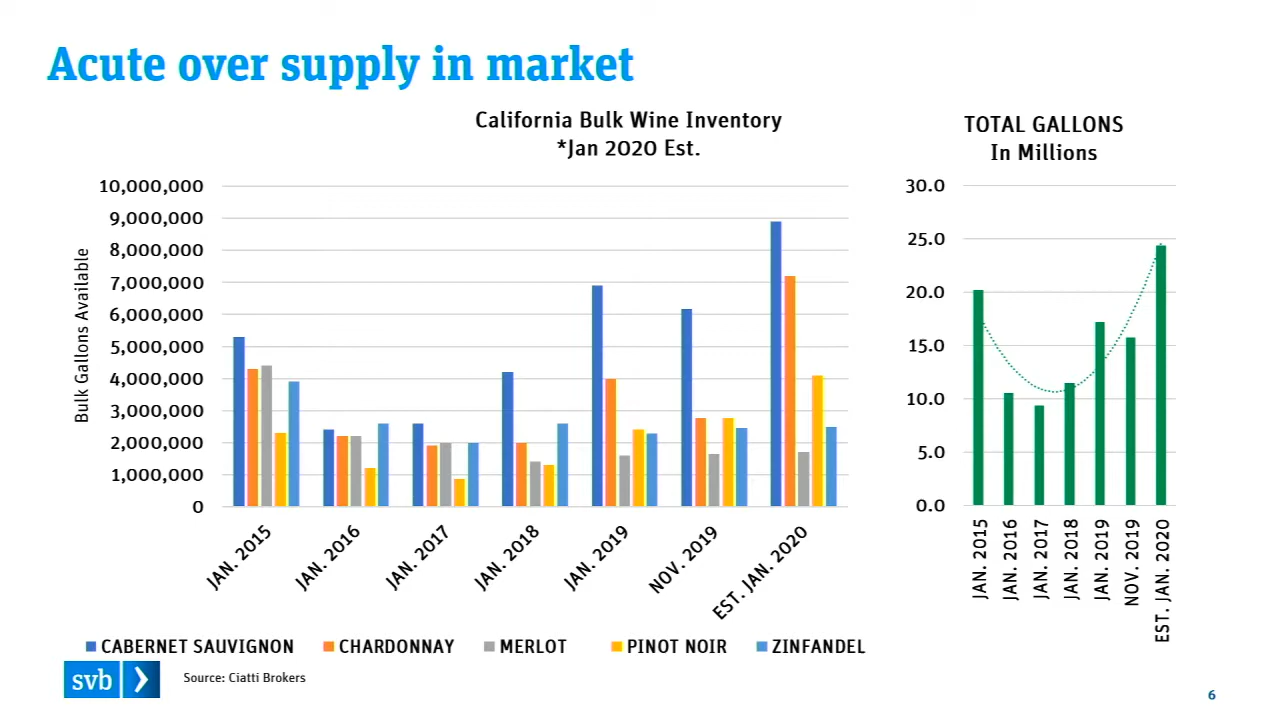 Acute over supply in market
California Bulk Wine Inventory
*Jan 2020 Est.
Bulk Gallons Available
10,000,000
9,000,000
8,000,000
7,000,000
6,000,000
5,000,000
4,000,000
3,000,000
2,000,000
1,000,000
0
JAN. 2015
JAN. 2016
JAN. 2017
JAN. 2018
JAN. 2019
NOV. 2019
EST. JAN. 2020
CABERNET SAUVIGNON
CHARDONNAY
MERLOT
PINOT NOIR
ZINFANDEL
TOTAL GALLONS
In Millions
30.0
25.0
20.0
15.0
10.0
5.0
0.0
JAN. 2015
JAN. 2016
JAN. 2017
JAN. 2018
JAN. 2019
NOV. 2019
EST. JAN. 2020
svb
Source: Ciatti Brokers
6